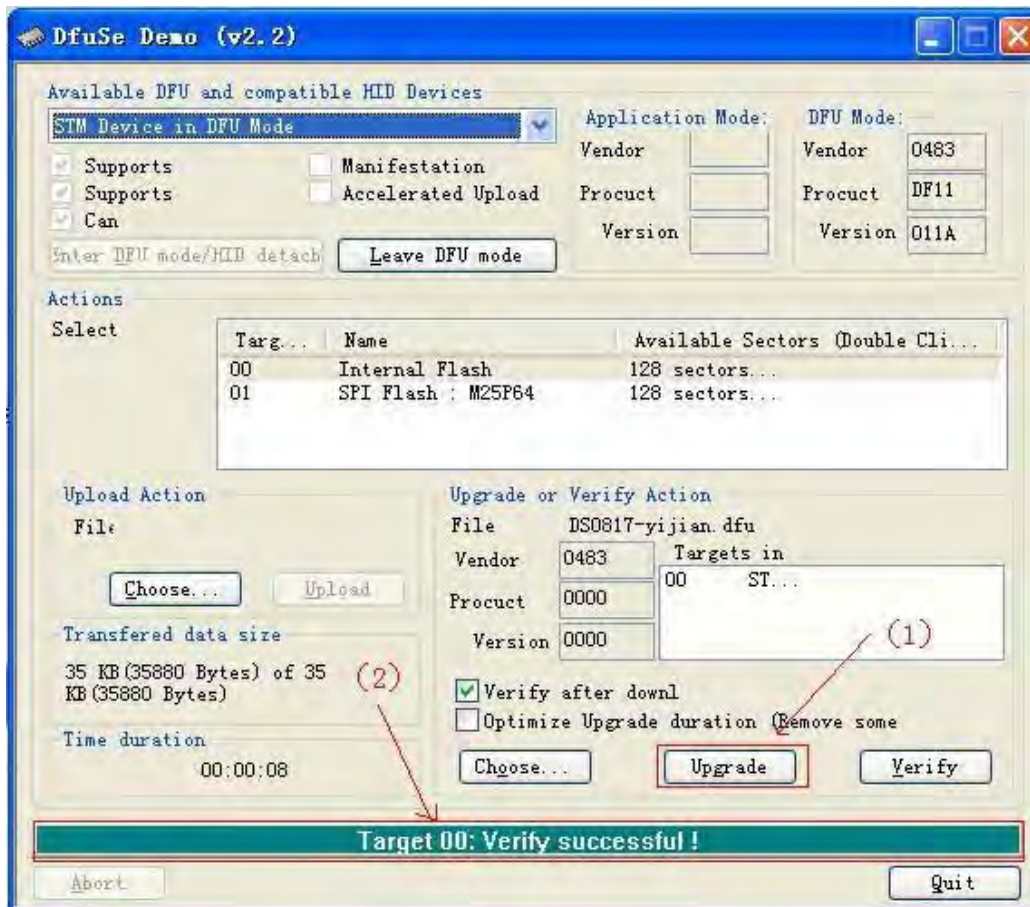 DfuSe Demo (v2.2)
Available DFU and compatible HID Devices
STM Device in DFU Mode
Supports
Manifestation
Supports
Accelerated Upload
Can
Enter DFU mode/HID detach
Leave DFU mode
Application Mode:
Vendor
Procuct
Version
DFU Mode:
Vendor 0483
Procuct DF11
Version 011A
Actions
Select
Targ... Name Available Sectors (Double Cli...
00 Internal Flash 128 sectors...
01 SPI Flash : M25P64 128 sectors...
Upload Action
File
Choose... Upload
Transfered data size
35 KB(35880 Bytes) of 35
KB(35880 Bytes)
(2)
Time duration
00:00:08
Upgrade or Verify Action
File DS0817-yijian.dfu
Vendor 0483
Procuct 0000
Version 0000
Targets in
00 ST...
(1)
Verify after downl
Optimize Upgrade duration (Remove some
Choose... Upgrade Verify
Target 00: Verify successful !
Abort Quit